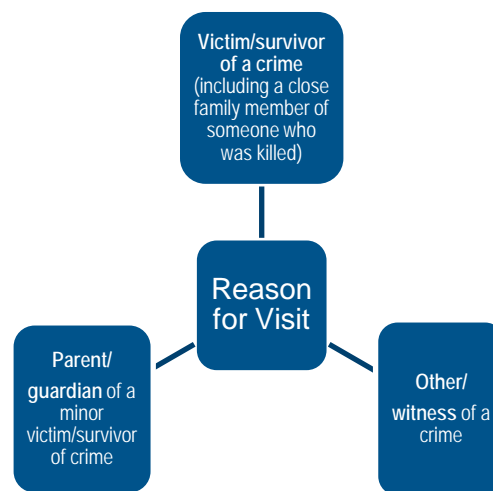 Victim/survivor
of a crime
(including a close
family member of
someone who
was killed)
Reason
for Visit
Parent/
guardian of a
minor
victim/survivor
of crime
Other/
witness of a
crime